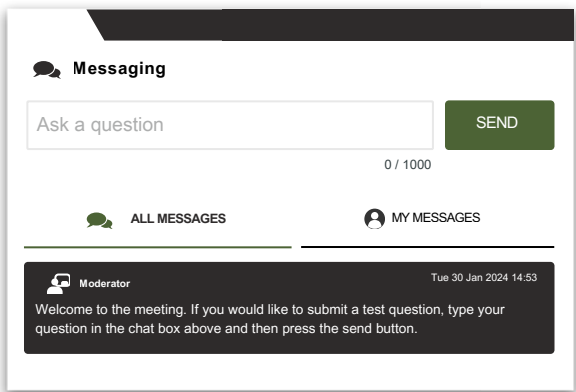 Messaging
Ask a question
SEND
0 / 1000
ALL MESSAGES
MY MESSAGES
Moderator
Tue 30 Jan 2024 14:53
Welcome to the meeting. If you would like to submit a test question, type your
question in the chat box above and then press the send button.